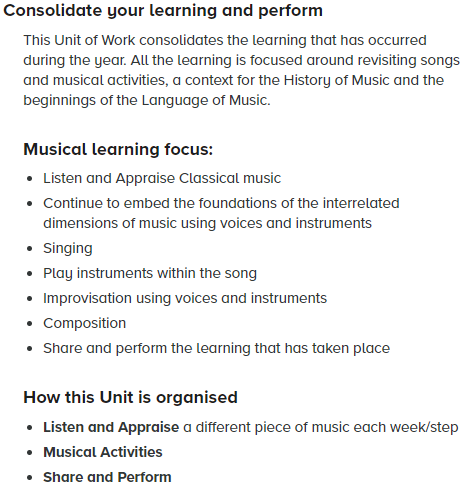 Consolidate your learning and perform
This Unit of Work consolidates the learning that has occurred
during the year. All the learning is focused around revisiting songs
and musical activities, a context for the History of Music and the
beginnings of the Language of Music.
Musical learning focus:
• Listen and Appraise Classical music
• Continue to embed the foundations of the interrelated
dimensions of music using voices and instruments
• Singing
• Play instruments within the song
• Improvisation using voices and instruments
• Composition
• Share and perform the learning that has taken place
How this Unit is organised
• Listen and Appraise a different piece of music each week/step
• Musical Activities
• Share and Perform